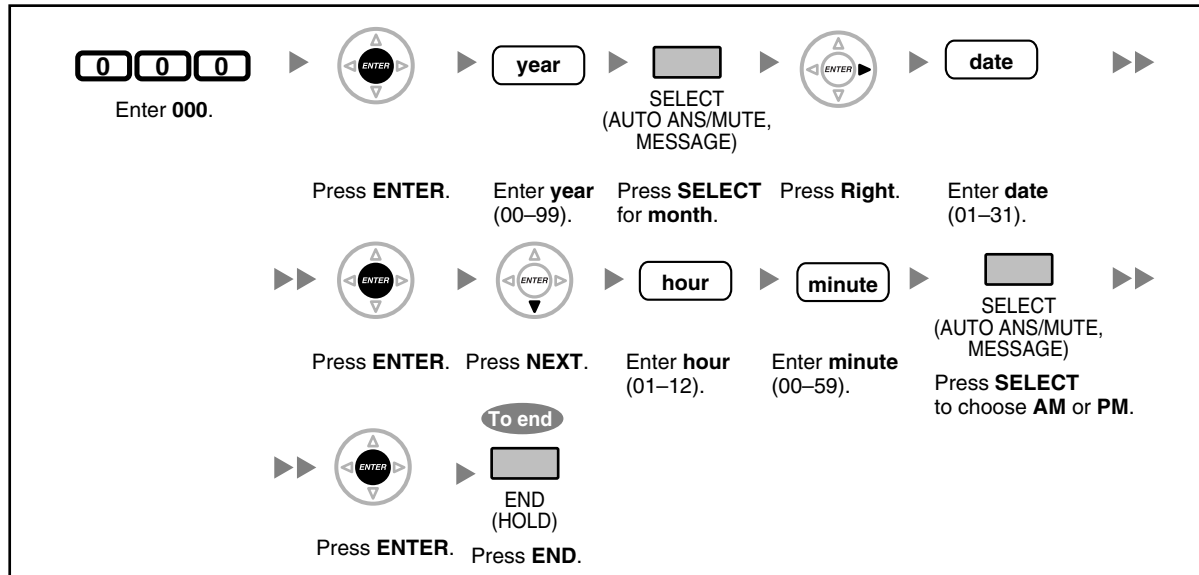 0 0 0
Enter 000.
ENTER
Press ENTER.
year
Enter year
(00–99).
SELECT
(AUTO ANS/MUTE,
MESSAGE)
Press SELECT
for month.
ENTER
Press Right.
date
Enter date
(01–31).
ENTER
Press ENTER.
ENTER
Press NEXT.
hour
Enter hour
(01–12).
minute
Enter minute
(00–59).
SELECT
(AUTO ANS/MUTE,
MESSAGE)
Press SELECT
to choose AM or PM.
ENTER
Press ENTER.
To end
END
(HOLD)
Press END.